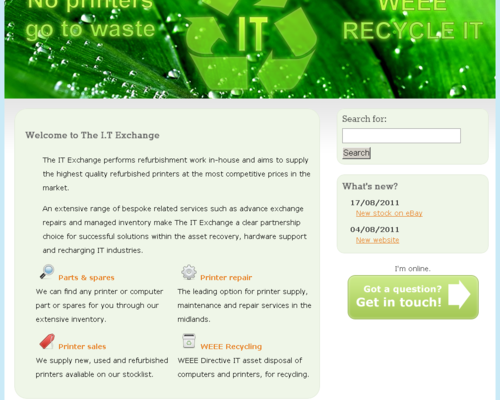 No printers
go to waste
IT
WEEE
RECYCLE IT
Welcome to The I.T Exchange
The IT Exchange performs refurbishment work in-house and aims to supply
the highest quality refurbished printers at the most competitive prices in the
market.
An extensive range of bespoke related services such as advance exchange
repairs and managed inventory make The IT Exchange a clear partnership
choice for successful solutions within the asset recovery, hardware support
and recharging IT industries.
Parts & spares
We can find any printer or computer
part or spares for you through our
extensive inventory.
Printer repair
The leading option for printer supply,
maintenance and repair services in the
midlands.
Printer sales
We supply new, used and refurbished
printers avaliable on our stocklist.
WEEE Recycling
WEEE Directive IT asset disposal of
computers and printers, for recycling.
Search for:
Search
What's new?
17/08/2011
New stock on eBay
04/08/2011
New website
I'm online.
Got a question?
Get in touch!